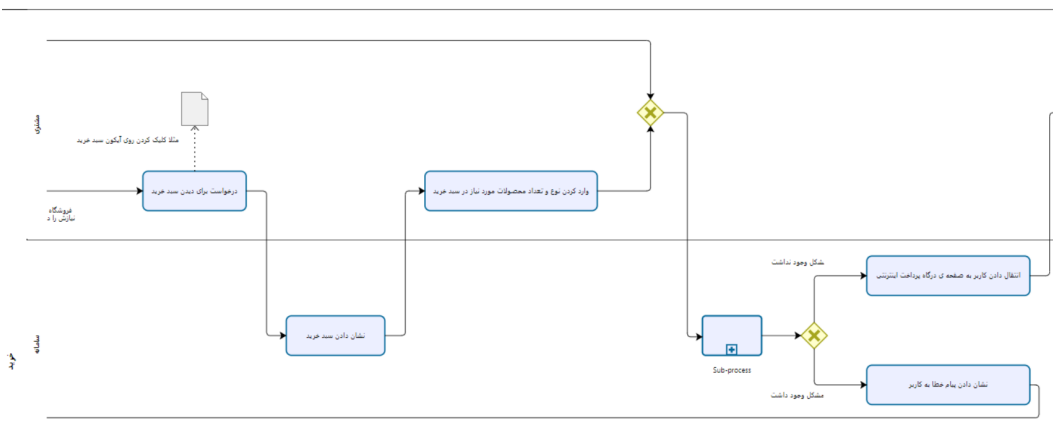 خرید
مشتری
مثلا کلیک کردن روی آیکون سبد خرید
درخواست برای دیدن سبد خرید
وارد کردن نوع و تعداد محصولات مورد نیاز در سبد خرید
فروشگاه
نیازش را د
سامانه
نشان دادن سبد خرید
Sub-process
مشکل وجود نداشت
انتقال دادن کاربر به صفحه ی درگاه پرداخت اینترنتی
مشکل وجود داشت
نشان دادن پیام خطا به کاربر